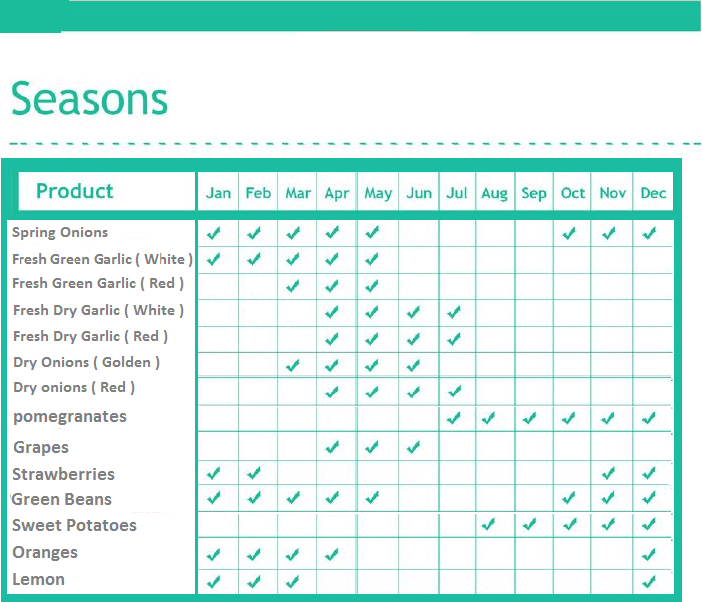 Seasons
Product Jan Feb Mar Apr May Jun Jul Aug Sep Oct Nov Dec
Spring Onions ✓ ✓ ✓ ✓ ✓ ✓ ✓ ✓
Fresh Green Garlic ( White ) ✓ ✓ ✓ ✓ ✓
Fresh Green Garlic ( Red ) ✓ ✓ ✓
Fresh Dry Garlic ( White ) ✓ ✓ ✓ ✓
Fresh Dry Garlic ( Red ) ✓ ✓ ✓ ✓
Dry Onions ( Golden ) ✓ ✓ ✓ ✓
Dry onions ( Red ) ✓ ✓ ✓ ✓
pomegranates ✓ ✓ ✓ ✓ ✓ ✓
Grapes ✓ ✓ ✓
Strawberries ✓ ✓ ✓ ✓
Green Beans ✓ ✓ ✓ ✓ ✓ ✓ ✓ ✓
Sweet Potatoes ✓ ✓ ✓ ✓ ✓
Oranges ✓ ✓ ✓ ✓ ✓
Lemon ✓ ✓ ✓ ✓